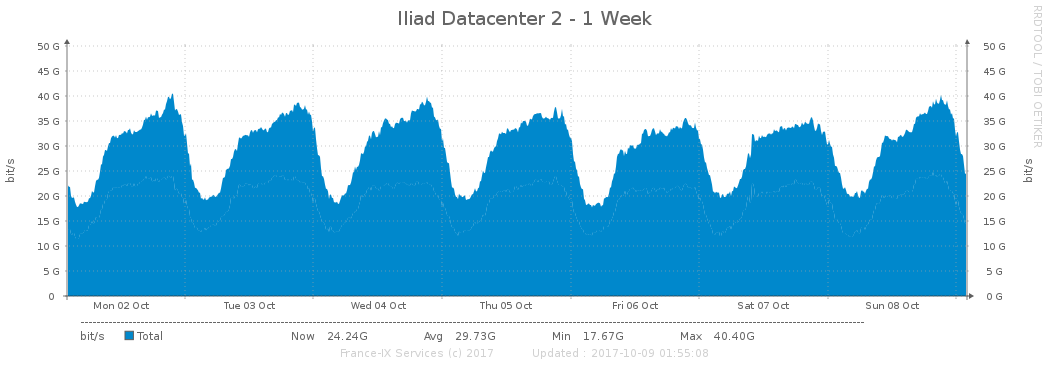 Iliad Datacenter 2 - 1 Week
RRDTOOL / TOBI OETIKER
bit/s
50 G 50 G
45 G 45 G
40 G 40 G
35 G 35 G
30 G 30 G
25 G 25 G
20 G 20 G
15 G 15 G
10 G 10 G
5 G 5 G
0 0 G
bit/s
Mon 02 Oct Tue 03 Oct Wed 04 Oct Thu 05 Oct Fri 06 Oct Sat 07 Oct Sun 08 Oct
bit/s Total Now 24.24G Avg 29.73G Min 17.67G Max 40.40G
France-IX Services (c) 2017 Updated : 2017-10-09 01:55:08